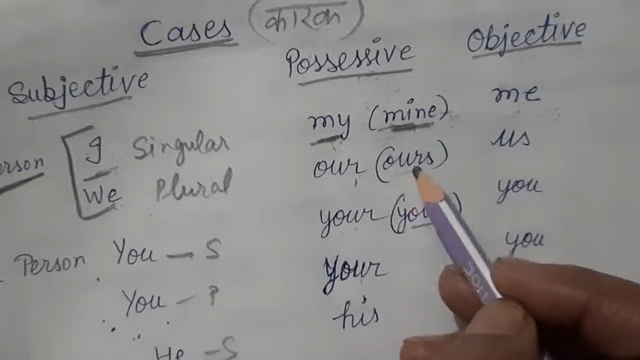 Cases (कारक)
Subjective Possessive Objective
my (mine) me
Person I Singular our (ours) us
We Plural your you
Person You — S your you
You — P his
He — S